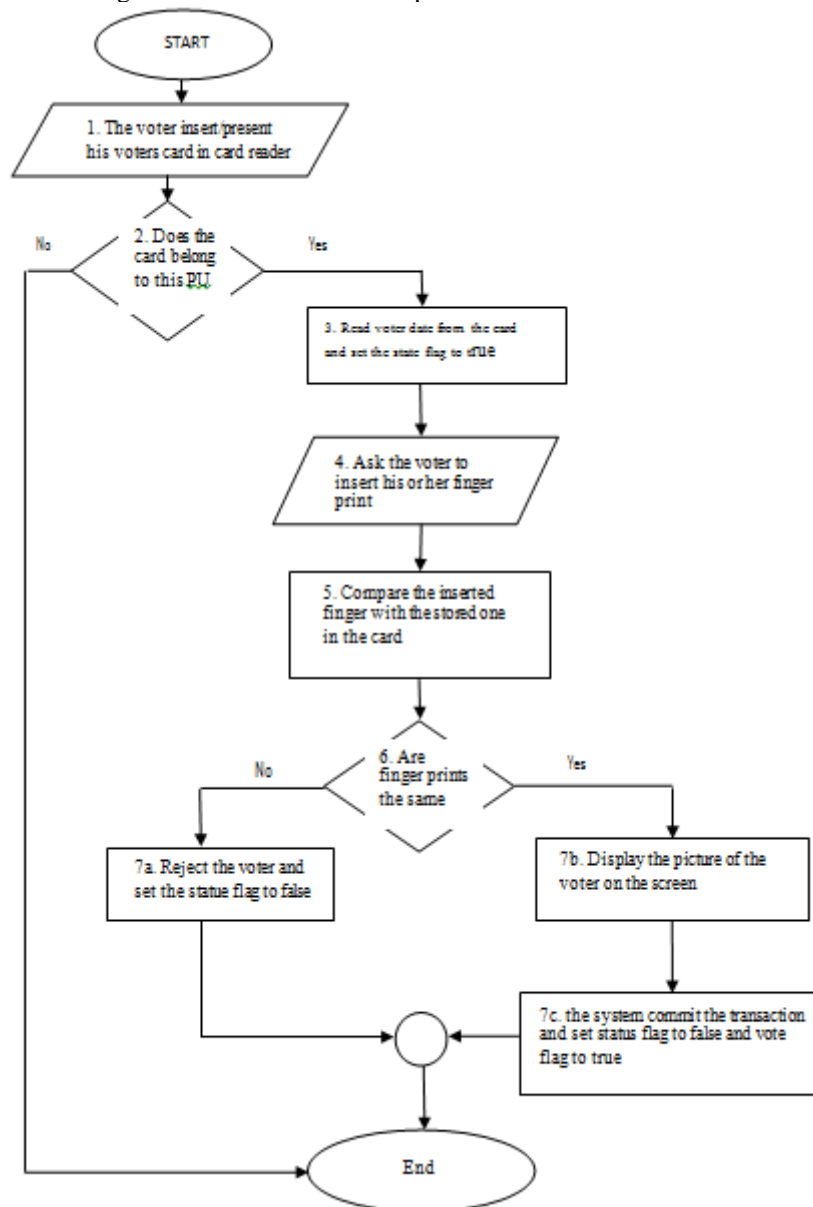 START
1. The voter insert/present
his voters card in card reader
No
2. Does the
card belong
to this PU
Yes
3. Read voter date from the card
and set the state flag to true
4. Ask the voter to
insert his or her finger
print
5. Compare the inserted
finger with the stored one
in the card
No
6. Are
finger prints
the same
Yes
7a. Reject the voter and
set the statue flag to false
7b. Display the picture of the
voter on the screen
7c. the system commit the transaction
and set status flag to false and vote
flag to true
End